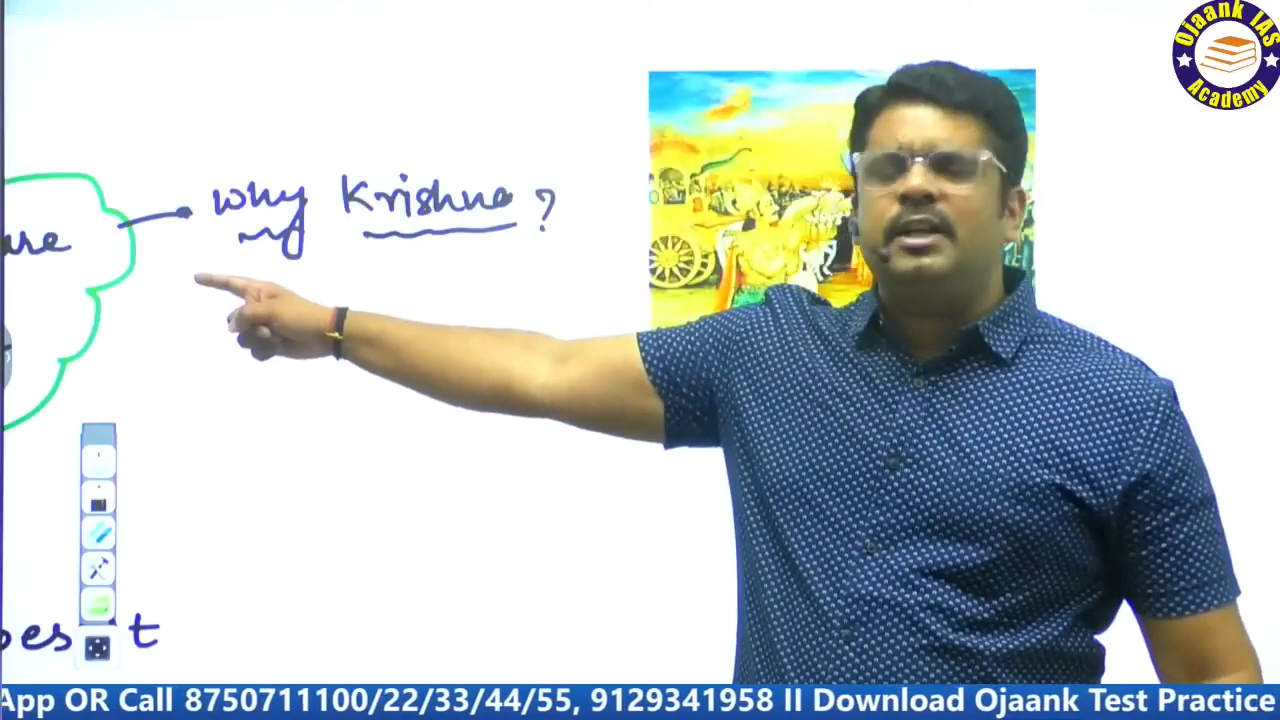 Ojaank IAS
Academy
why Krishna ?
t
App OR Call 8750711100/22/33/44/55, 9129341958 II Download Ojaank Test Practice